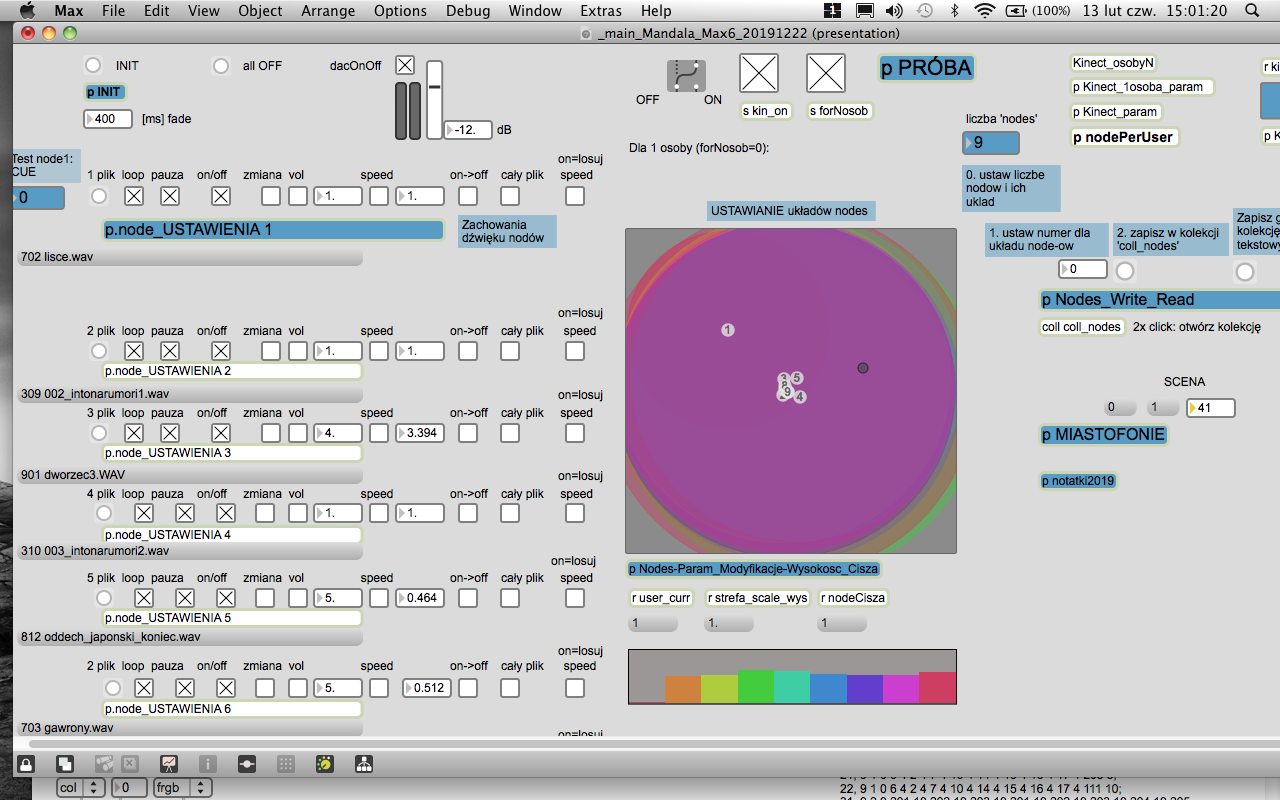 Max File Edit View Object Arrange Options Debug Window Extras Help 1 (100%) 13 lut czw. 15:01:20
_main_Mandala_Max6_20191222 (presentation)
INIT all OFF dacOnOff
p INIT
400 [ms] fade
-12. dB
OFF ON
s kin_on s forNosob
p PRÓBA
Kinect_osobyN
p Kinect_1osoba_param
p Kinect_param
p nodePerUser
r ki
p K
liczba 'nodes'
9
Dla 1 osoby (forNosob=0):
0. ustaw liczbe
nodow i ich
uklad
Test node1:
CUE
0
on=losuj
1 plik loop pauza on/off zmiana vol speed on->off cały plik speed
1. 1.
p.node_USTAWIENIA 1
Zachowania
dźwięku nodów
702 lisce.wav
on=losuj
2 plik loop pauza on/off zmiana vol speed on->off cały plik speed
1. 1.
p.node_USTAWIENIA 2
309 002_intonarumori1.wav
on=losuj
3 plik loop pauza on/off zmiana vol speed on->off cały plik speed
4. 3.394
p.node_USTAWIENIA 3
901 dworzec3.WAV
on=losuj
4 plik loop pauza on/off zmiana vol speed on->off cały plik speed
1. 1.
p.node_USTAWIENIA 4
310 003_intonarumori2.wav
on=losuj
5 plik loop pauza on/off zmiana vol speed on->off cały plik speed
5. 0.464
p.node_USTAWIENIA 5
812 oddech_japonski_koniec.wav
on=losuj
2 plik loop pauza on/off zmiana vol speed on->off cały plik speed
5. 0.512
p.node_USTAWIENIA 6
703 gawrony.wav
on=losuj
USTAWIANIE układów nodes
1
5
9
4
p Nodes-Param_Modyfikacje-Wysokosc_Cisza
r user_curr r strefa_scale_wys r nodeCisza
1 1. 1
1. ustaw numer dla
układu node-ow
2. zapisz w kolekcji
'coll_nodes'
Zapisz g
kolekcję
tekstowy
0
p Nodes_Write_Read
coll coll_nodes 2x click: otwórz kolekcję
SCENA
0 1 41
p MIASTOFONIE
p notatki2019
col 0 frgb
22, 9 1 0 6 4 2 4 7 4 10 4 14 4 15 4 16 4 17 4 111 10;